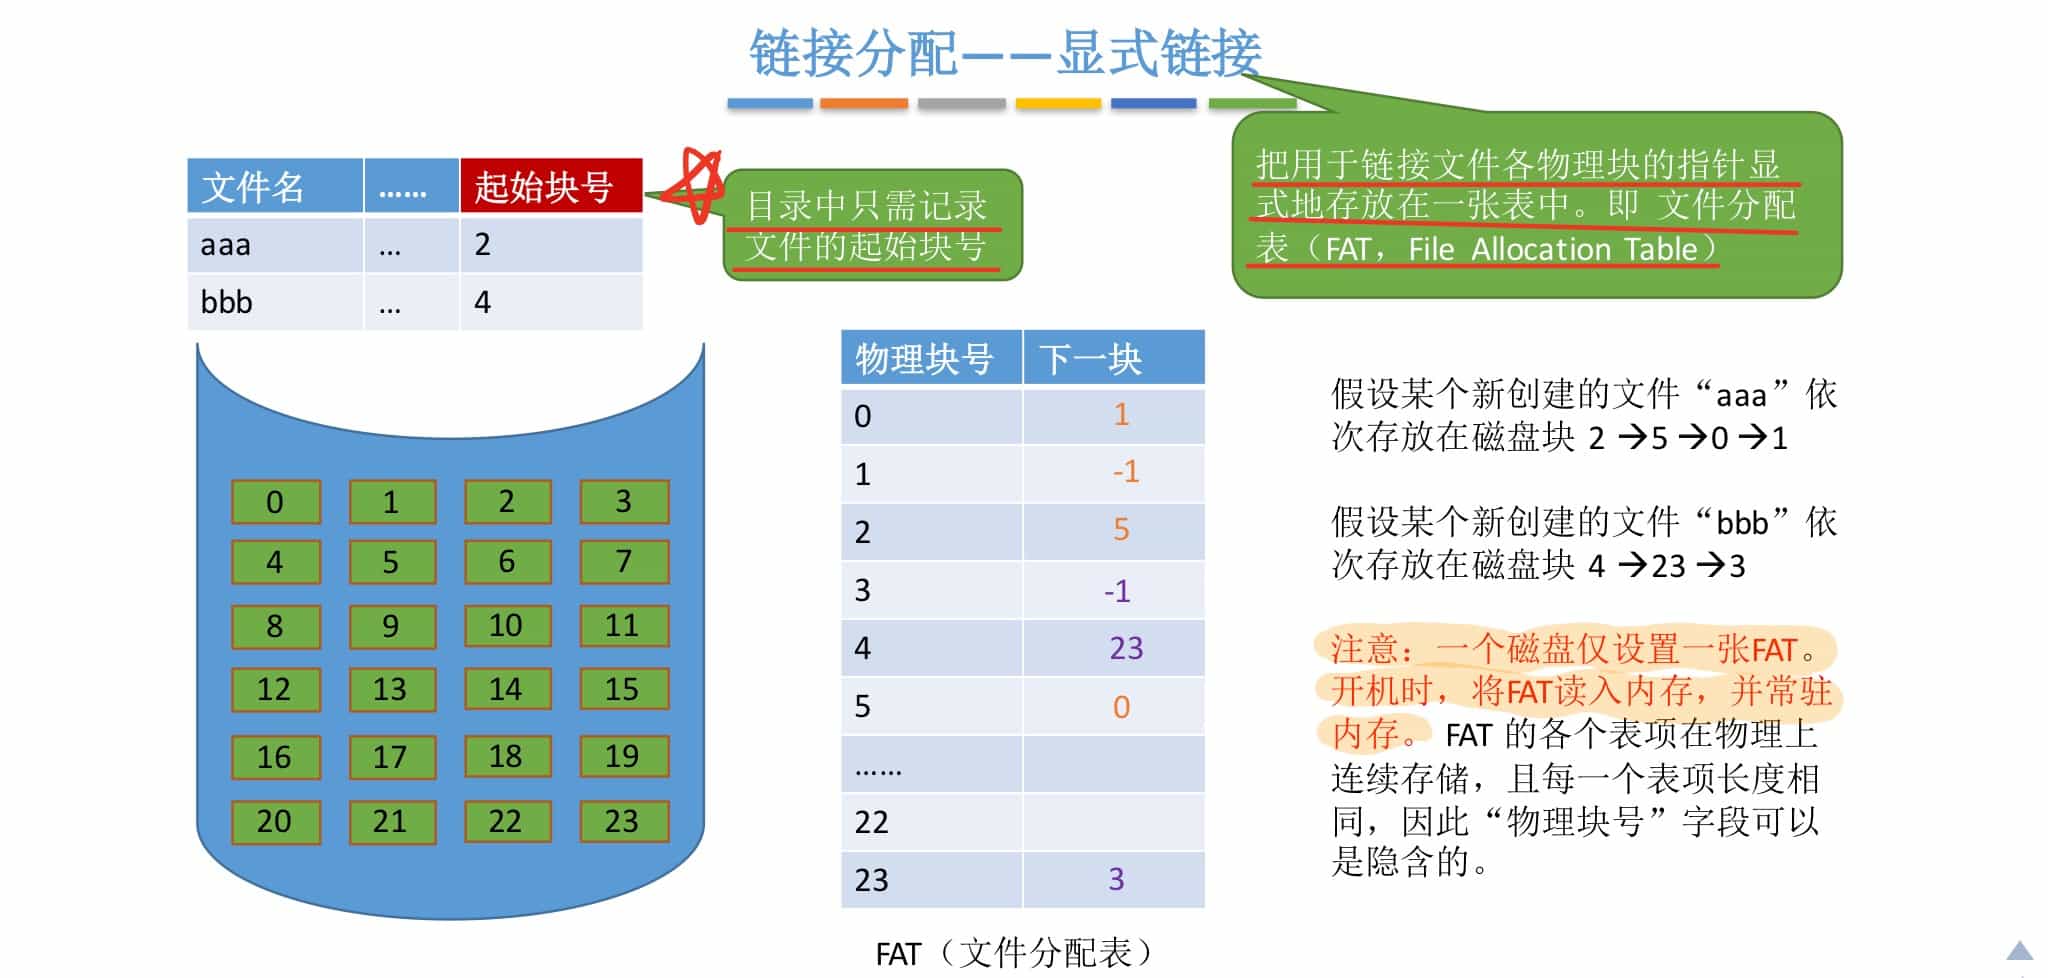 链接分配——显式链接
把用于链接文件各物理块的指针显
式地存放在一张表中。即 文件分配
表（FAT，File Allocation Table）
文件名 …… 起始块号
aaa … 2
bbb … 4
目录中只需记录
文件的起始块号
0 1 2 3
4 5 6 7
8 9 10 11
12 13 14 15
16 17 18 19
20 21 22 23
物理块号 下一块
0 1
1 -1
2 5
3 -1
4 23
5 0
……
22
23 3
FAT（文件分配表）
假设某个新创建的文件“aaa”依
次存放在磁盘块 2 →5 →0 →1
假设某个新创建的文件“bbb”依
次存放在磁盘块 4 →23 →3
注意：一个磁盘仅设置一张FAT。
开机时，将FAT读入内存，并常驻
内存。FAT 的各个表项在物理上
连续存储，且每一个表项长度相
同，因此“物理块号”字段可以
是隐含的。